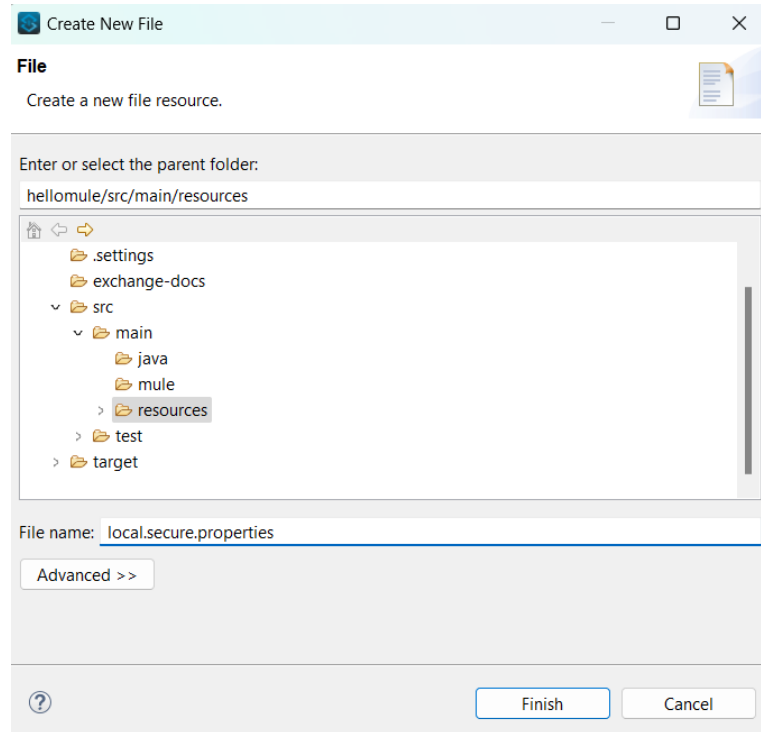 Create New File
File
Create a new file resource.
Enter or select the parent folder:
hellomule/src/main/resources
.settings
exchange-docs
src
main
java
mule
resources
test
target
File name: local.secure.properties
Advanced >>
? Finish Cancel